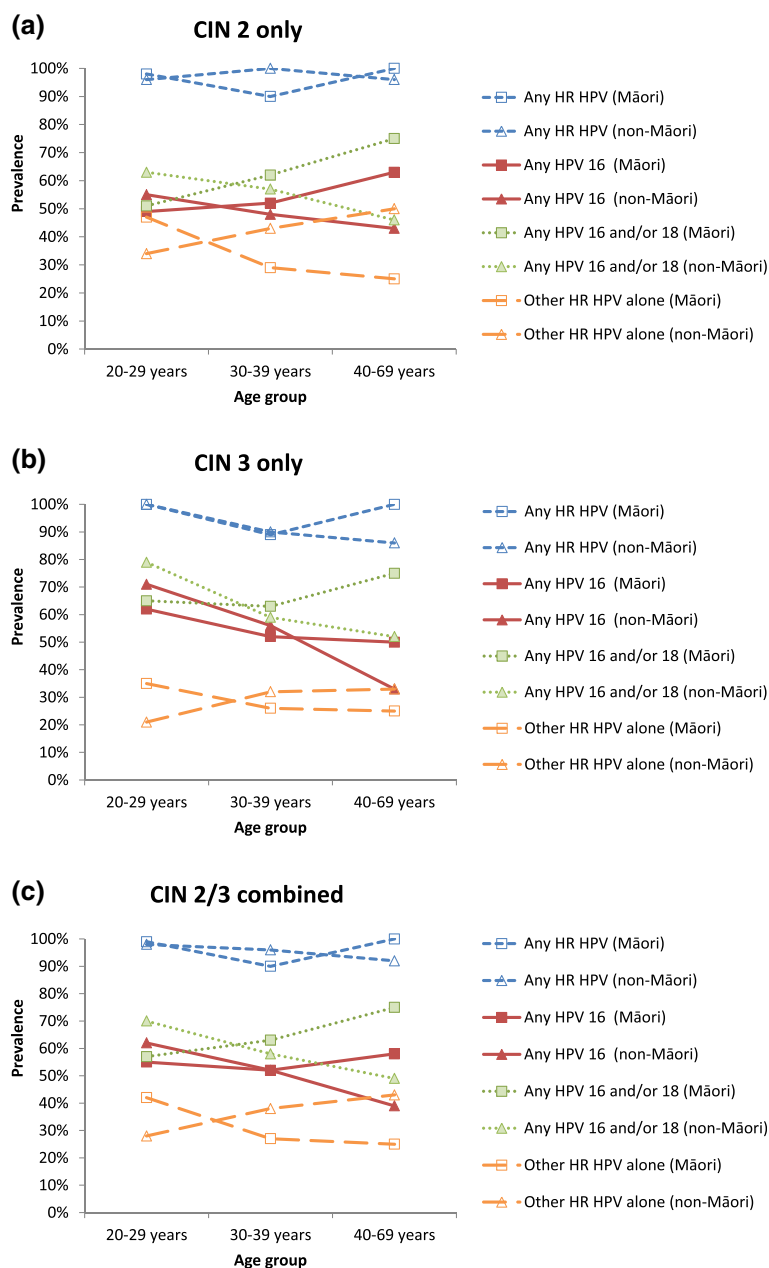 (a)
CIN 2 only
100%
90%
80%
70%
60%
50%
40%
30%
20%
10%
0%
Prevalence
20-29 years
30-39 years
40-69 years
Age group
Any HR HPV (Māori)
Any HR HPV (non-Māori)
Any HPV 16 (Māori)
Any HPV 16 (non-Māori)
Any HPV 16 and/or 18 (Māori)
Any HPV 16 and/or 18 (non-Māori)
Other HR HPV alone (Māori)
Other HR HPV alone (non-Māori)
(b)
CIN 3 only
100%
90%
80%
70%
60%
50%
40%
30%
20%
10%
0%
Prevalence
20-29 years
30-39 years
40-69 years
Age group
Any HR HPV (Māori)
Any HR HPV (non-Māori)
Any HPV 16 (Māori)
Any HPV 16 (non-Māori)
Any HPV 16 and/or 18 (Māori)
Any HPV 16 and/or 18 (non-Māori)
Other HR HPV alone (Māori)
Other HR HPV alone (non-Māori)
(c)
CIN 2/3 combined
100%
90%
80%
70%
60%
50%
40%
30%
20%
10%
0%
Prevalence
20-29 years
30-39 years
40-69 years
Age group
Any HR HPV (Māori)
Any HR HPV (non-Māori)
Any HPV 16 (Māori)
Any HPV 16 (non-Māori)
Any HPV 16 and/or 18 (Māori)
Any HPV 16 and/or 18 (non-Māori)
Other HR HPV alone (Māori)
Other HR HPV alone (non-Māori)